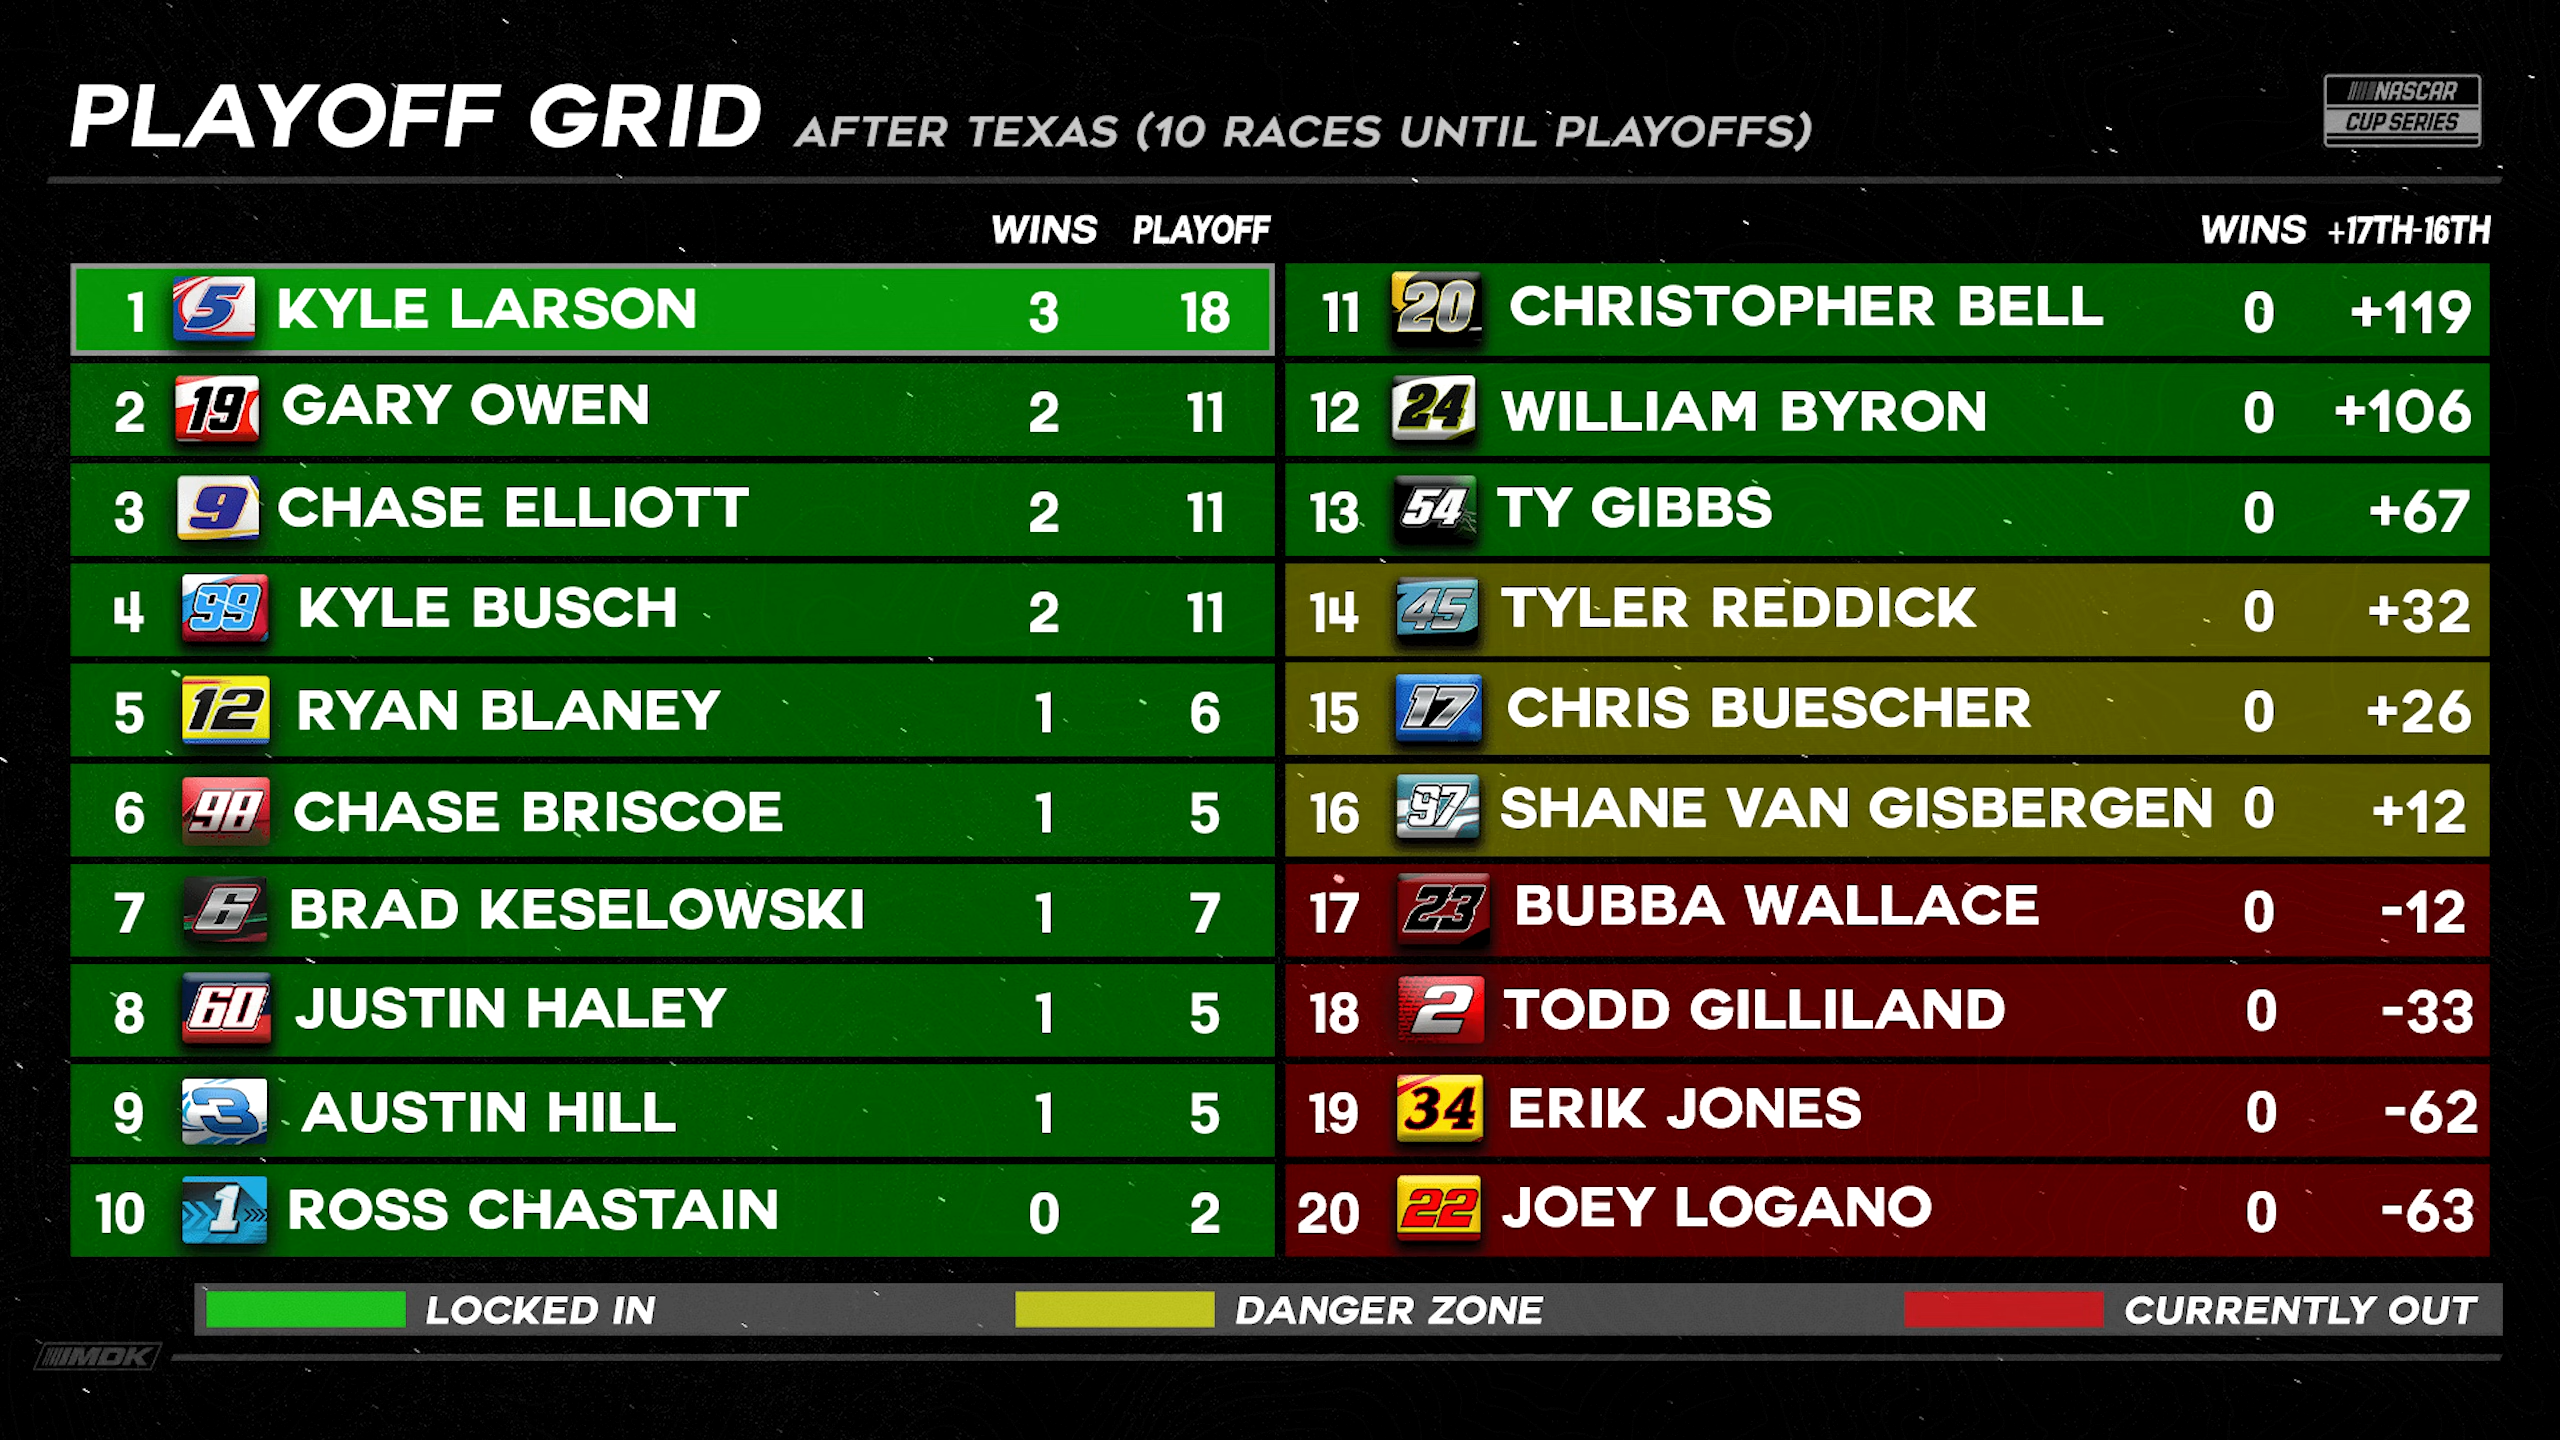 PLAYOFF GRID AFTER TEXAS (10 RACES UNTIL PLAYOFFS)
NASCAR
CUP SERIES
WINS PLAYOFF
1 5 KYLE LARSON 3 18
2 19 GARY OWEN 2 11
3 9 CHASE ELLIOTT 2 11
4 99 KYLE BUSCH 2 11
5 12 RYAN BLANEY 1 6
6 98 CHASE BRISCOE 1 5
7 6 BRAD KESELOWSKI 1 7
8 60 JUSTIN HALEY 1 5
9 3 AUSTIN HILL 1 5
10 1 ROSS CHASTAIN 0 2
WINS +17TH-16TH
11 20 CHRISTOPHER BELL 0 +119
12 24 WILLIAM BYRON 0 +106
13 54 TY GIBBS 0 +67
14 45 TYLER REDDICK 0 +32
15 17 CHRIS BUESCHER 0 +26
16 97 SHANE VAN GISBERGEN 0 +12
17 23 BUBBA WALLACE 0 -12
18 2 TODD GILLILAND 0 -33
19 34 ERIK JONES 0 -62
20 22 JOEY LOGANO 0 -63
LOCKED IN DANGER ZONE CURRENTLY OUT
MDK